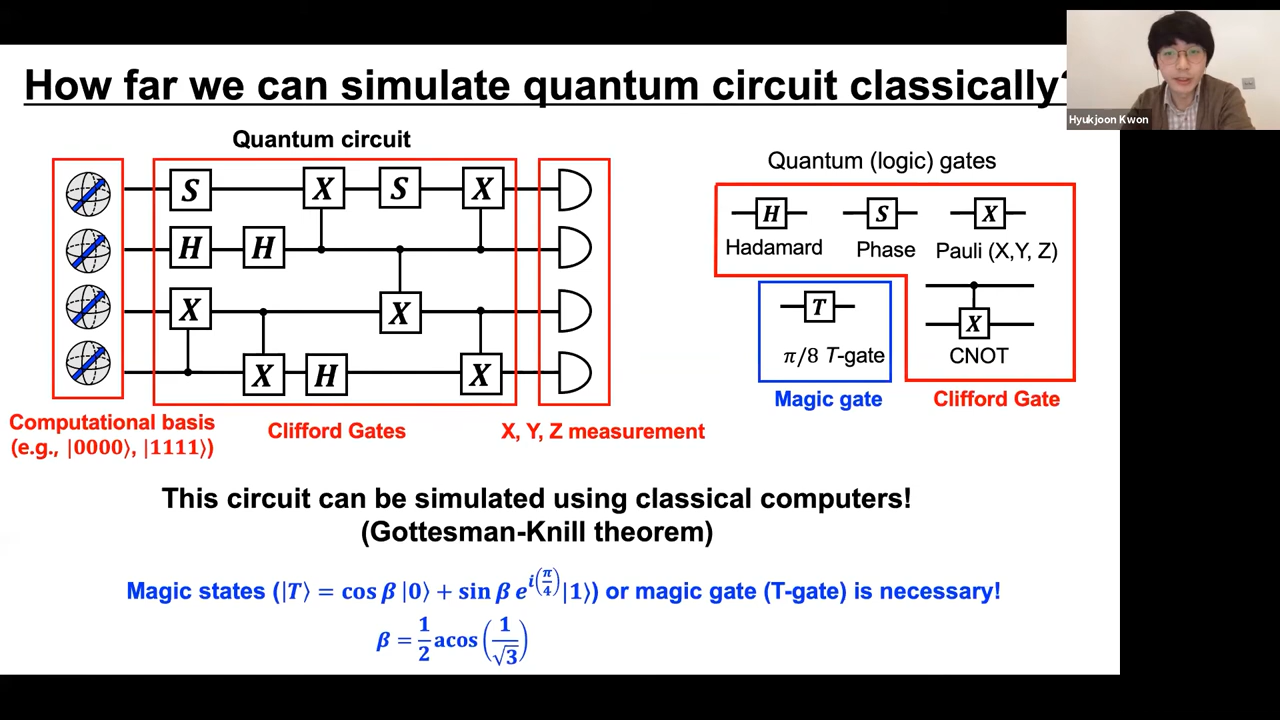 How far we can simulate quantum circuit classically?
Hyukjoon Kwon
Quantum circuit
S X S X
H H
X X
X H X
Computational basis
(e.g., |0000⟩, |1111⟩)
Clifford Gates
X, Y, Z measurement
Quantum (logic) gates
H S X
Hadamard Phase Pauli (X,Y, Z)
T
π/8 T-gate
X
CNOT
Magic gate
Clifford Gate
This circuit can be simulated using classical computers!
(Gottesman-Knill theorem)
Magic states (|T⟩ = cos β |0⟩ + sin β e^{i(π/4)}|1⟩) or magic gate (T-gate) is necessary!
β = 1/2 acos(1/√3)